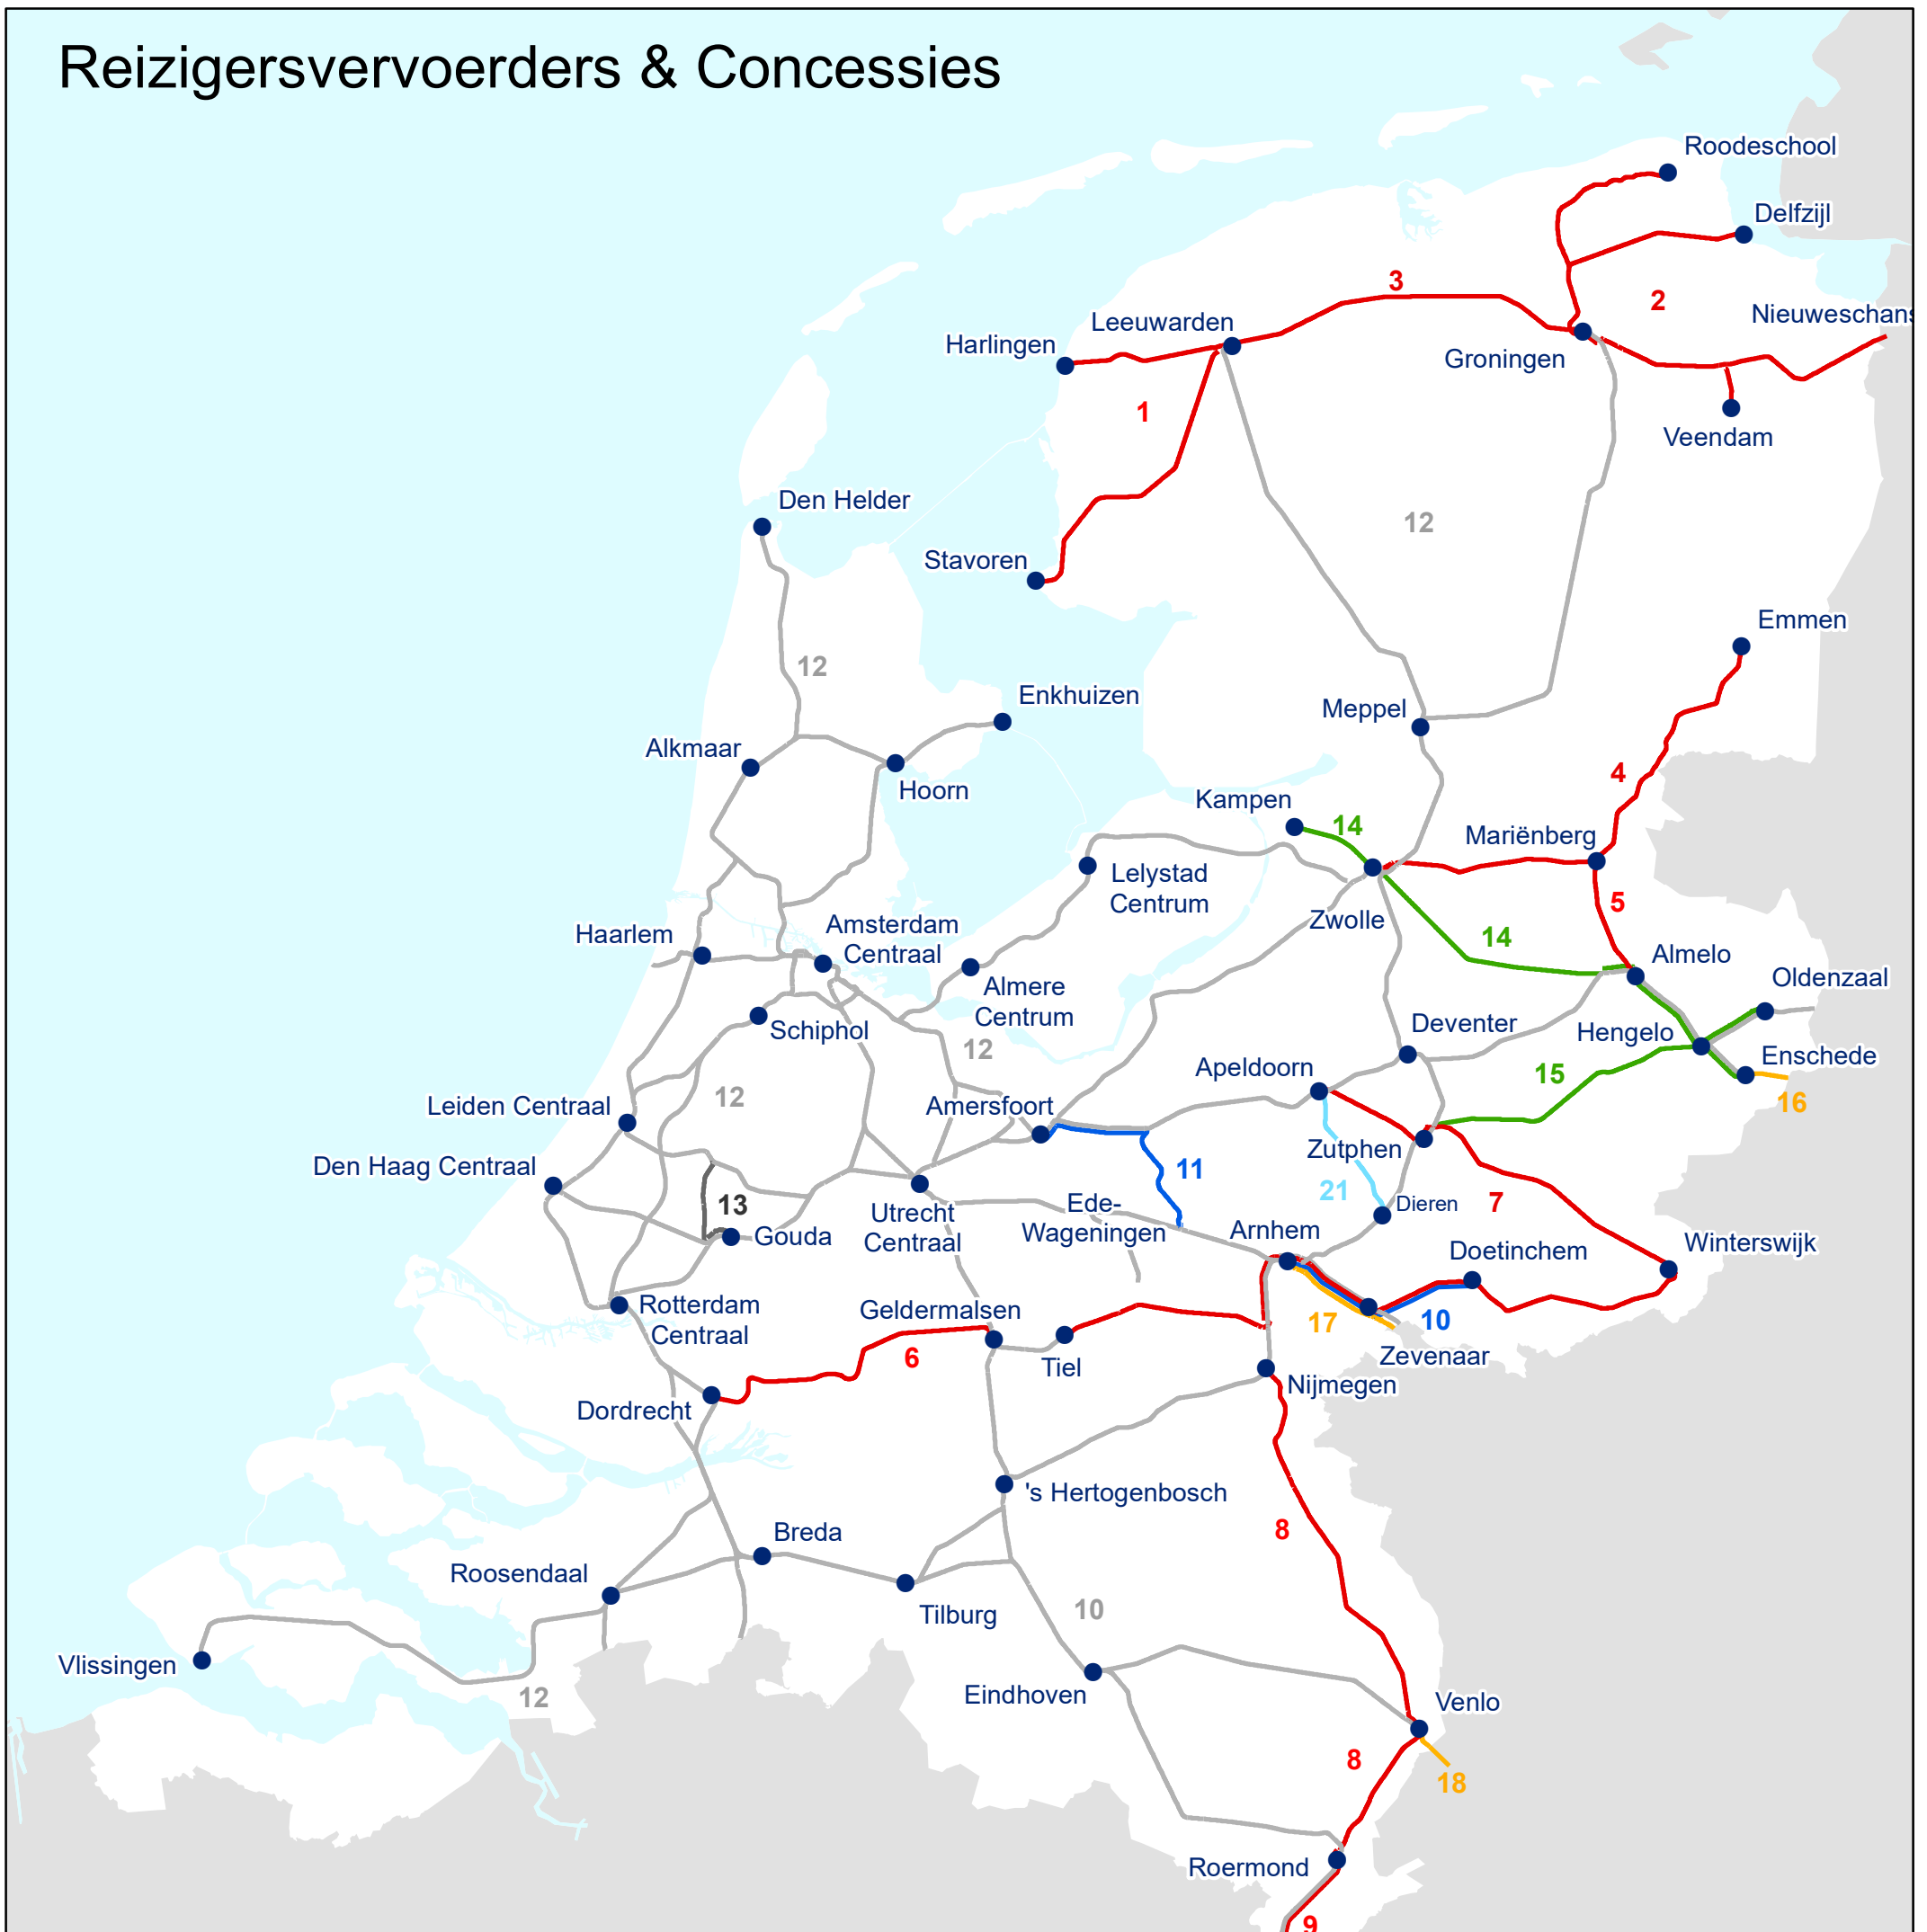 Reizigersvervoerders & Concessies
Roodeschool
Delfzijl
3
2
Nieuweschans
Leeuwarden
Harlingen
Groningen
1
Veendam
Den Helder
12
Stavoren
Emmen
12
Enkhuizen
Meppel
Alkmaar
4
Hoorn
Kampen
14
Mariënberg
Lelystad
Centrum
5
Zwolle
Haarlem
Amsterdam
Centraal
14
Almelo
Oldenzaal
Almere
Centrum
Schiphol
Deventer
Hengelo
12
Enschede
Apeldoorn
15
12
16
Leiden Centraal
Amersfoort
Zutphen
Den Haag Centraal
11
21
13
Ede-
Wageningen
Dieren
7
Utrecht
Centraal
Gouda
Arnhem
Doetinchem
Winterswijk
Rotterdam
Centraal
Geldermalsen
17
10
6
Tiel
Zevenaar
Nijmegen
Dordrecht
's Hertogenbosch
8
Breda
Roosendaal
10
Tilburg
Vlissingen
12
Eindhoven
Venlo
8
18
Roermond
9